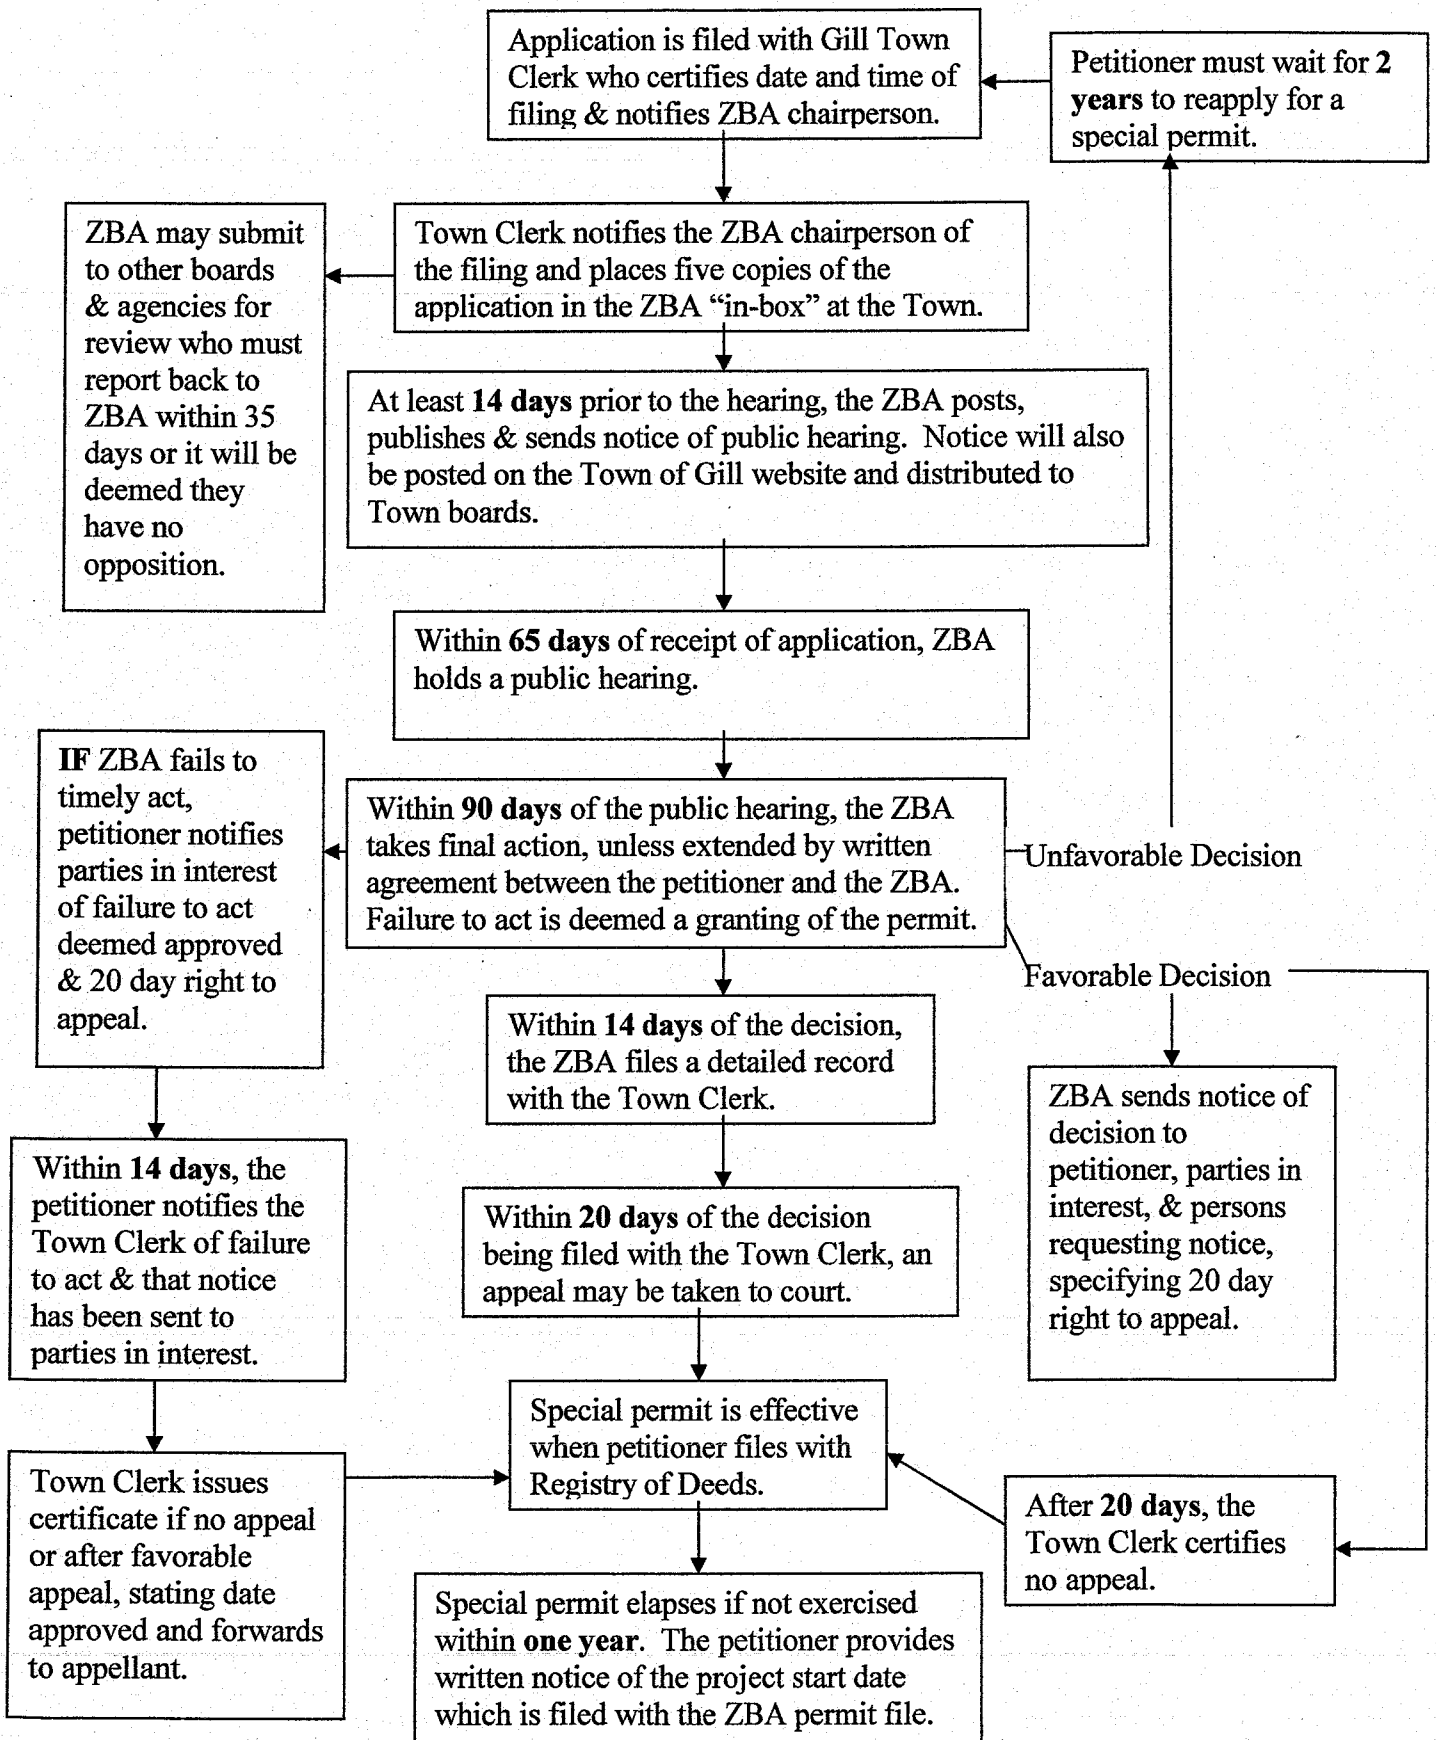 Application is filed with Gill Town
Clerk who certifies date and time of
filing & notifies ZBA chairperson.
Petitioner must wait for 2
years to reapply for a
special permit.
ZBA may submit
to other boards
& agencies for
review who must
report back to
ZBA within 35
days or it will be
deemed they
have no
opposition.
Town Clerk notifies the ZBA chairperson of
the filing and places five copies of the
application in the ZBA “in-box” at the Town.
At least 14 days prior to the hearing, the ZBA posts,
publishes & sends notice of public hearing. Notice will also
be posted on the Town of Gill website and distributed to
Town boards.
Within 65 days of receipt of application, ZBA
holds a public hearing.
IF ZBA fails to
timely act,
petitioner notifies
parties in interest
of failure to act
deemed approved
& 20 day right to
appeal.
Within 90 days of the public hearing, the ZBA
takes final action, unless extended by written
agreement between the petitioner and the ZBA.
Failure to act is deemed a granting of the permit.
Unfavorable Decision
Favorable Decision
Within 14 days of the decision,
the ZBA files a detailed record
with the Town Clerk.
ZBA sends notice of
decision to
petitioner, parties in
interest, & persons
requesting notice,
specifying 20 day
right to appeal.
Within 14 days, the
petitioner notifies the
Town Clerk of failure
to act & that notice
has been sent to
parties in interest.
Within 20 days of the decision
being filed with the Town Clerk, an
appeal may be taken to court.
Special permit is effective
when petitioner files with
Registry of Deeds.
Town Clerk issues
certificate if no appeal
or after favorable
appeal, stating date
approved and forwards
to appellant.
After 20 days, the
Town Clerk certifies
no appeal.
Special permit elapses if not exercised
within one year. The petitioner provides
written notice of the project start date
which is filed with the ZBA permit file.